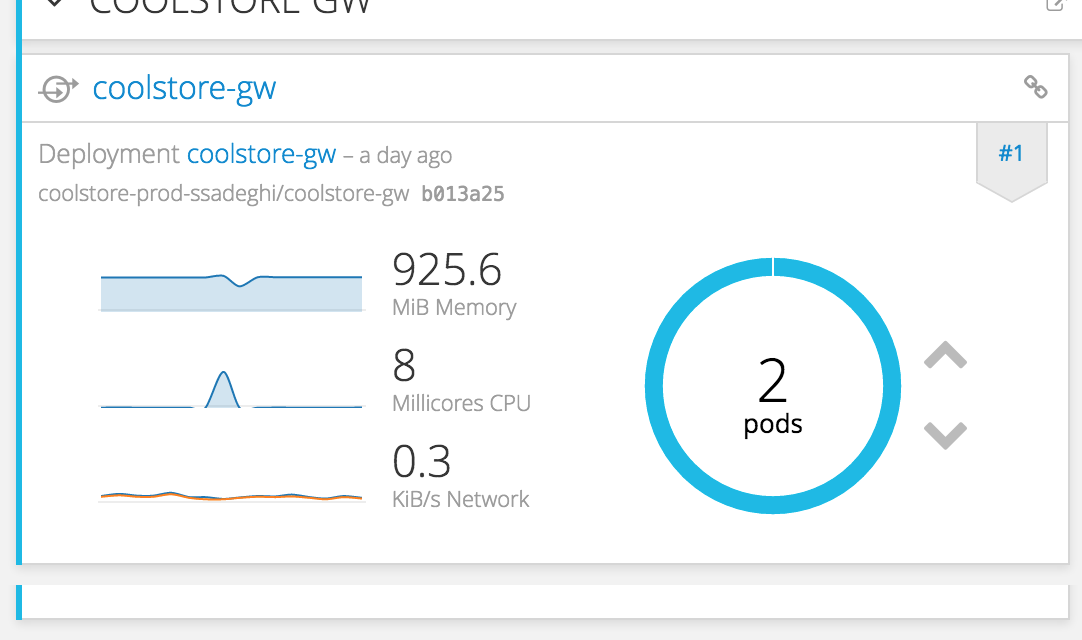 COOLSTORE GW
coolstore-gw
Deployment coolstore-gw – a day ago
#1
coolstore-prod-ssadeghi/coolstore-gw b013a25
925.6
MiB Memory
8
Millicores CPU
0.3
KiB/s Network
2
pods